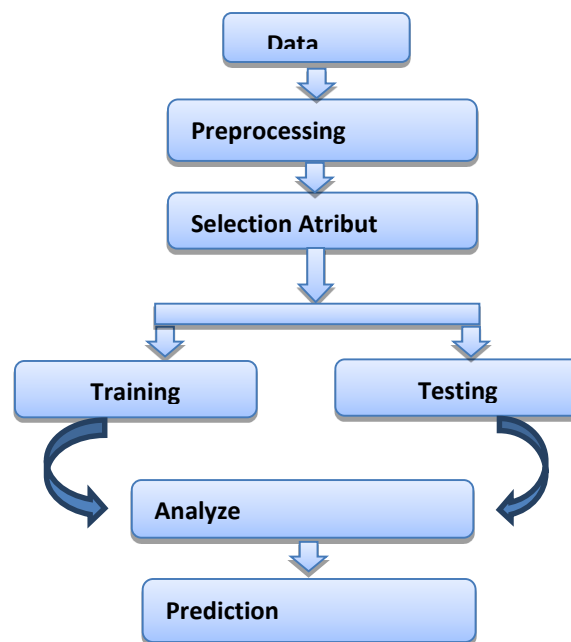 Data
Preprocessing
Selection Atribut
Training
Testing
Analyze
Prediction